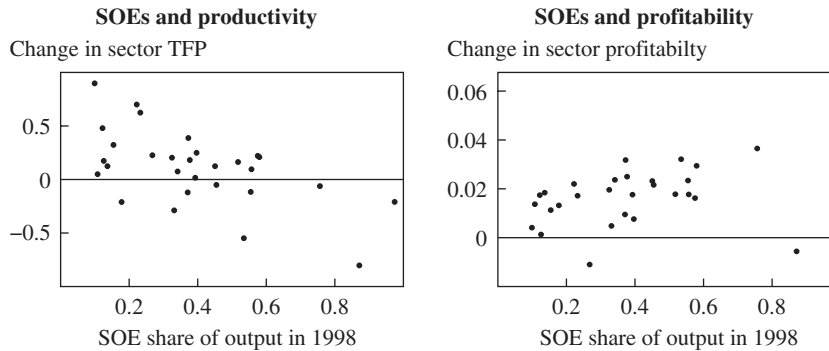 SOEs and productivity
Change in sector TFP
0.5
0
−0.5
0.2 0.4 0.6 0.8
SOE share of output in 1998
SOEs and profitability
Change in sector profitabilty
0.06
0.04
0.02
0
0.2 0.4 0.6 0.8
SOE share of output in 1998